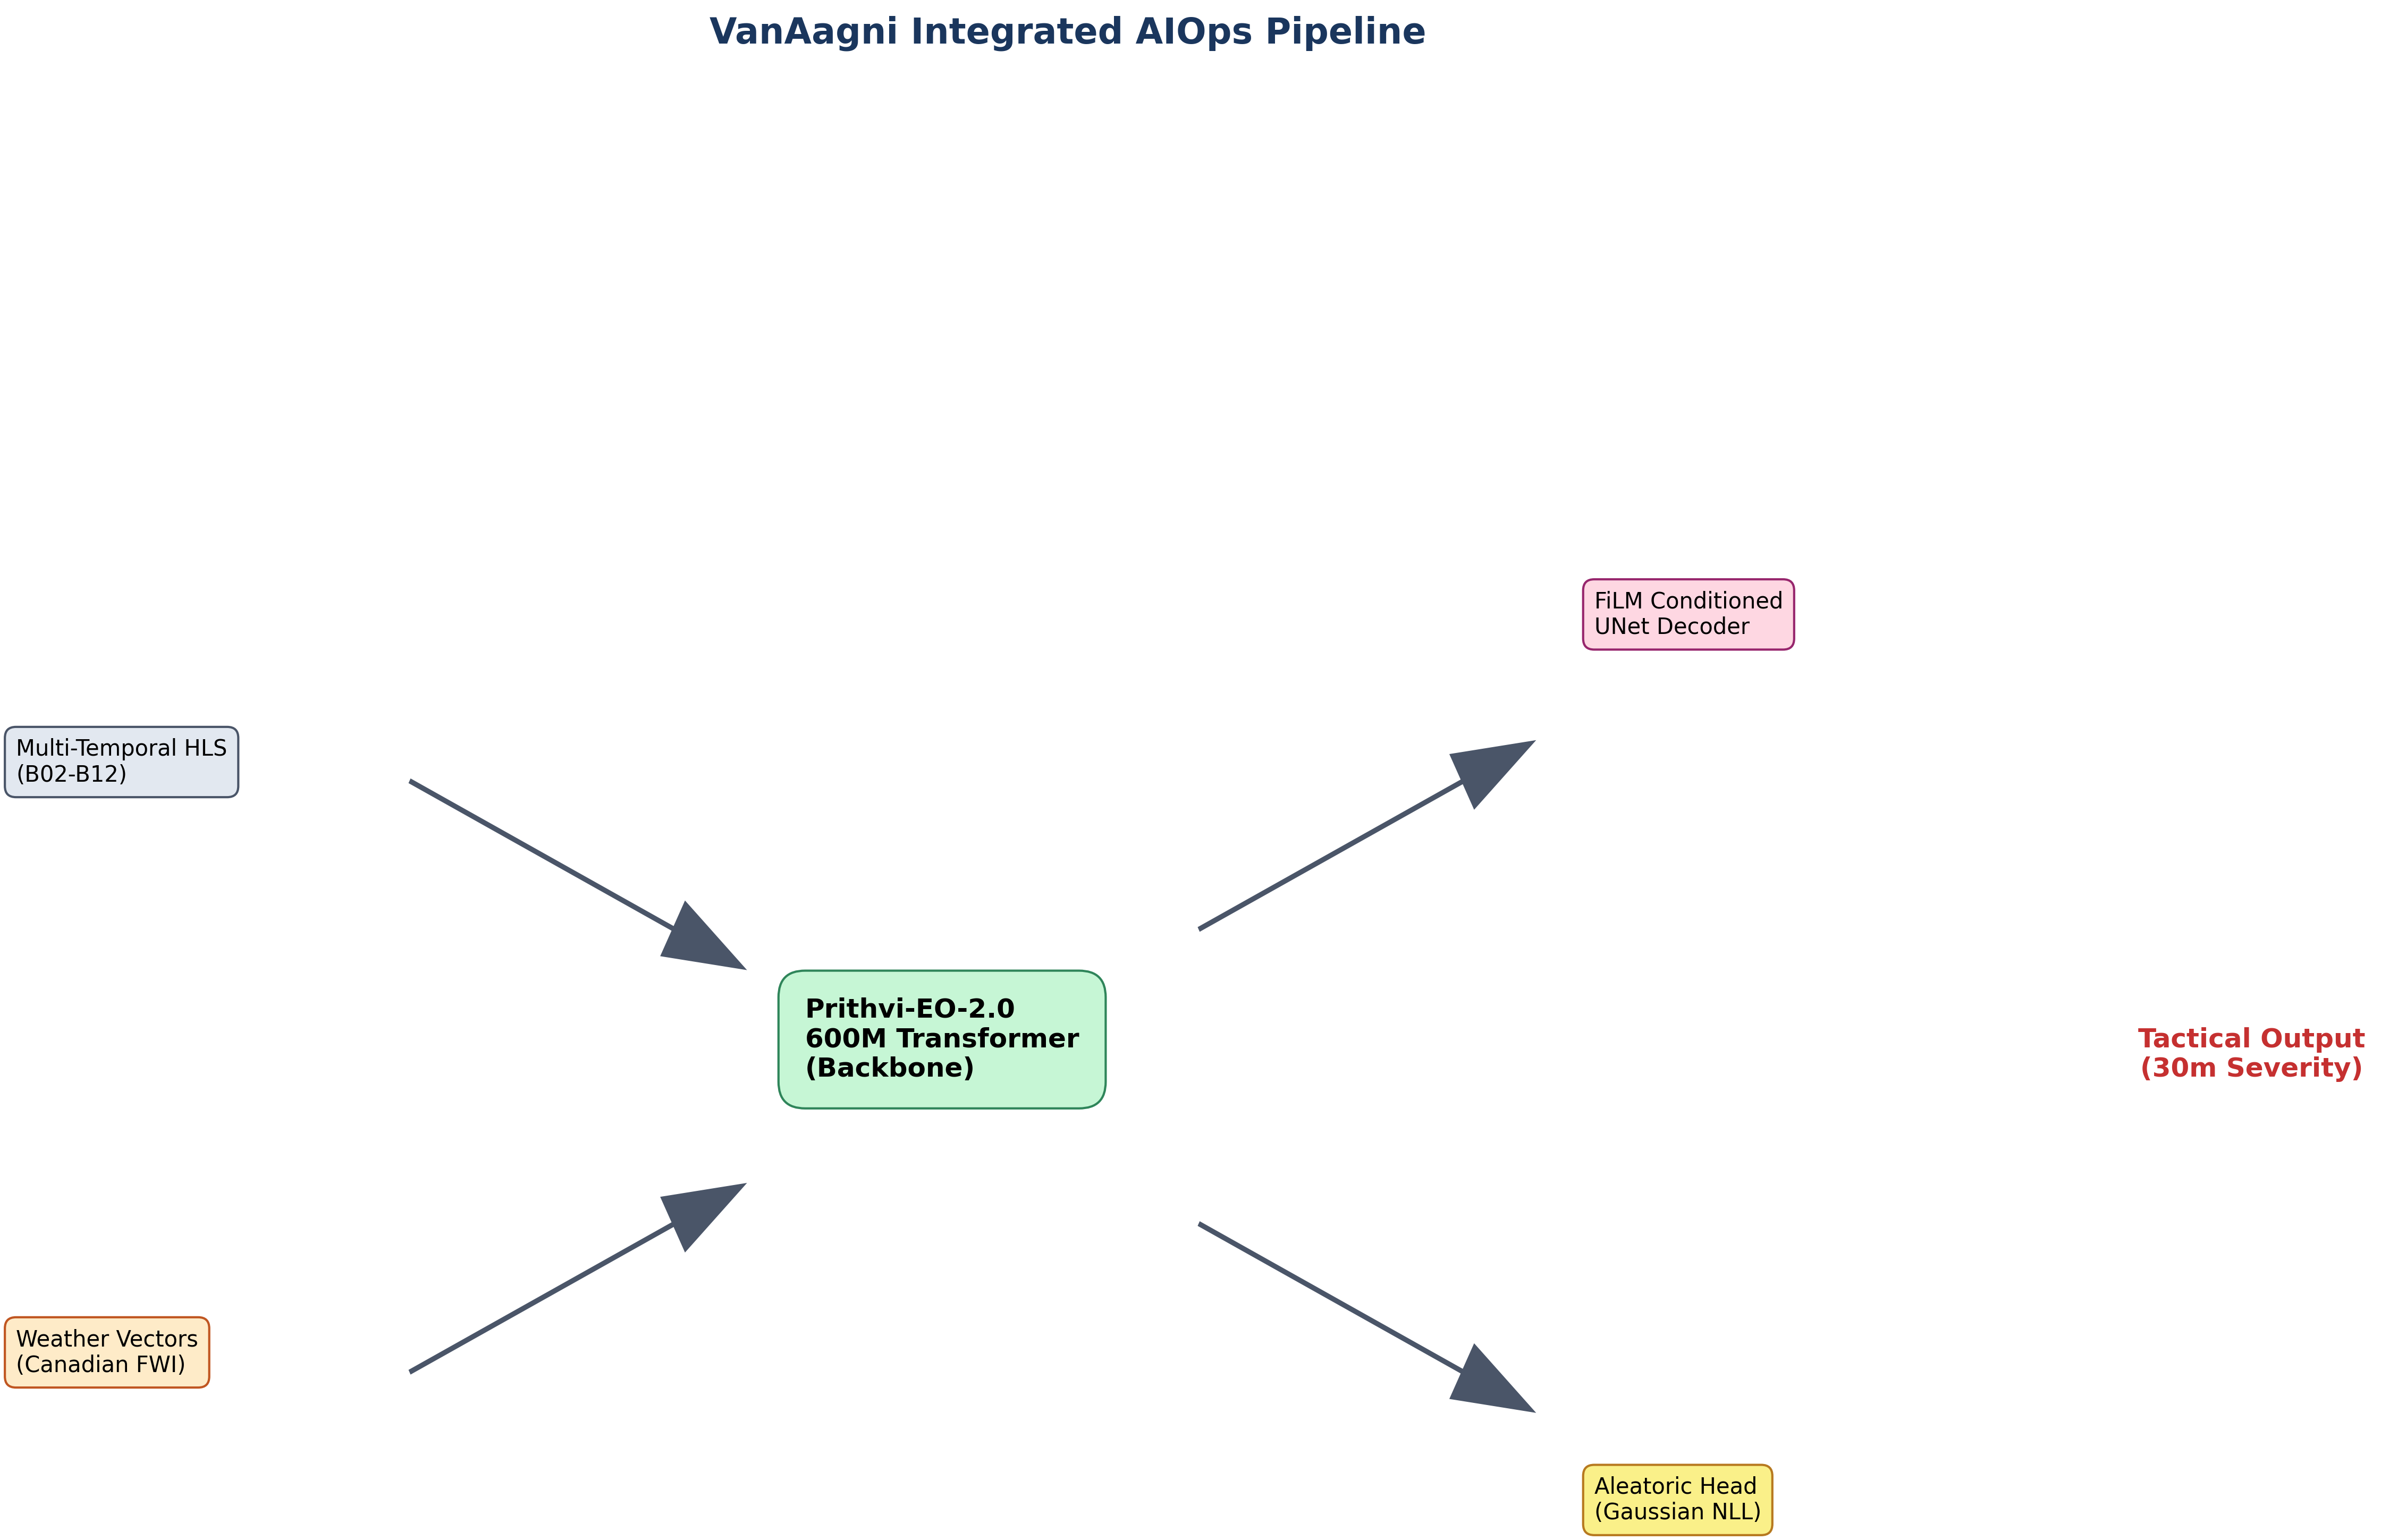 VanAagni Integrated AIOps Pipeline
FiLM Conditioned
UNet Decoder
Multi-Temporal HLS
(B02-B12)
Prithvi-EO-2.0
600M Transformer
(Backbone)
Tactical Output
(30m Severity)
Weather Vectors
(Canadian FWI)
Aleatoric Head
(Gaussian NLL)